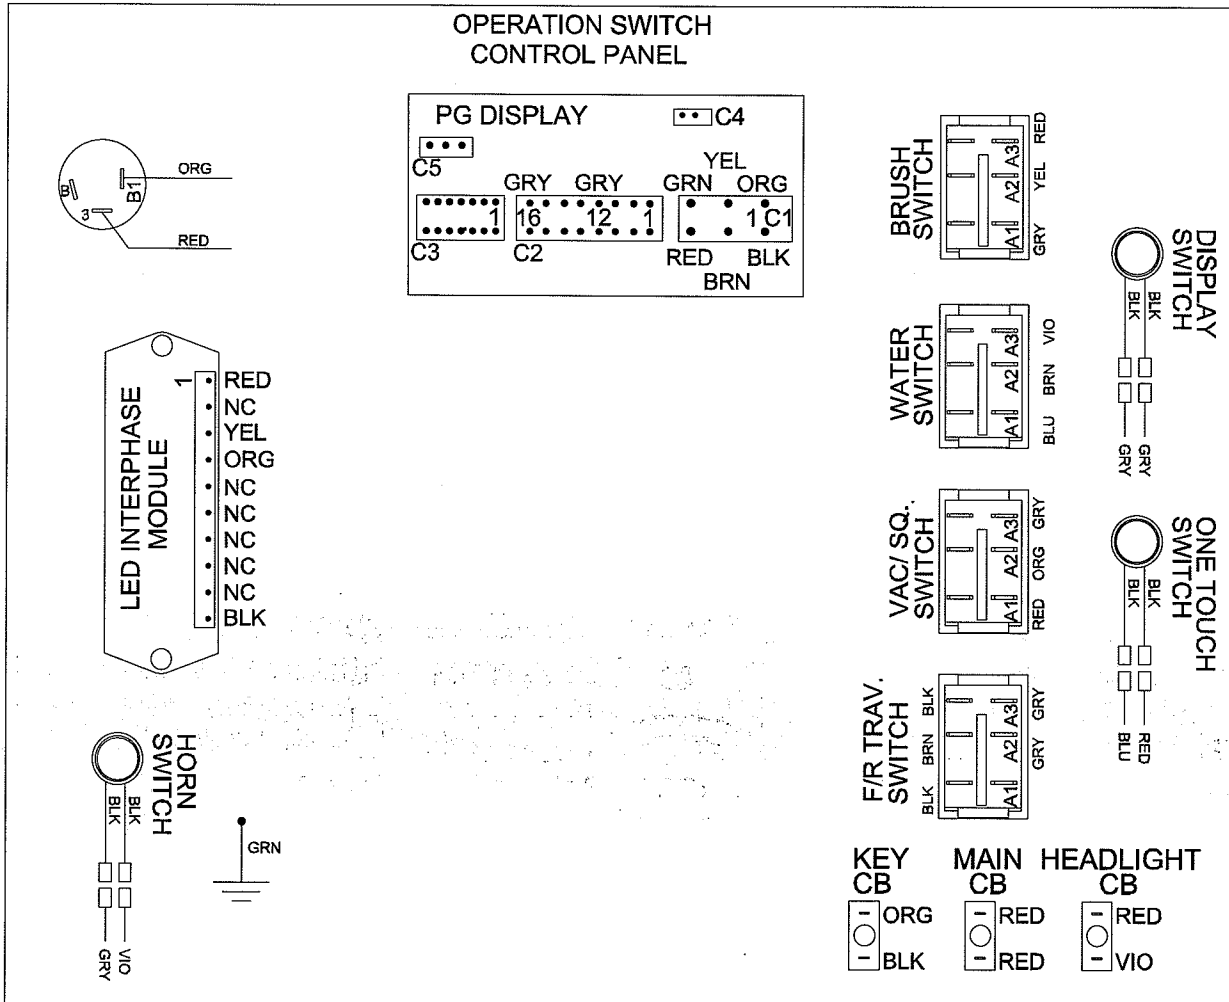 OPERATION SWITCH
CONTROL PANEL
PG DISPLAY
C4
C5
YEL
GRY GRY GRN ORG
1 16 12 1 1 C1
C3 C2 RED BLK
BRN
B1
B
3
ORG
RED
LED INTERPHASE
MODULE
1
RED
NC
YEL
ORG
NC
NC
NC
NC
NC
BLK
HORN
SWITCH
BLK
BLK
GRY
VIO
GRN
BRUSH
SWITCH
A3
A2
A1
RED
YEL
GRY
WATER
SWITCH
A3
A2
A1
VIO
BRN
BLU
VAC/ SQ.
SWITCH
A3
A2
A1
GRY
ORG
RED
F/R TRAV.
SWITCH
BLK
BRN
BLK
A3
A2
A1
GRY
GRY
DISPLAY
SWITCH
BLK
BLK
GRY
GRY
ONE TOUCH
SWITCH
BLK
BLK
BLU
RED
KEY
CB
ORG
BLK
MAIN
CB
RED
RED
HEADLIGHT
CB
RED
VIO